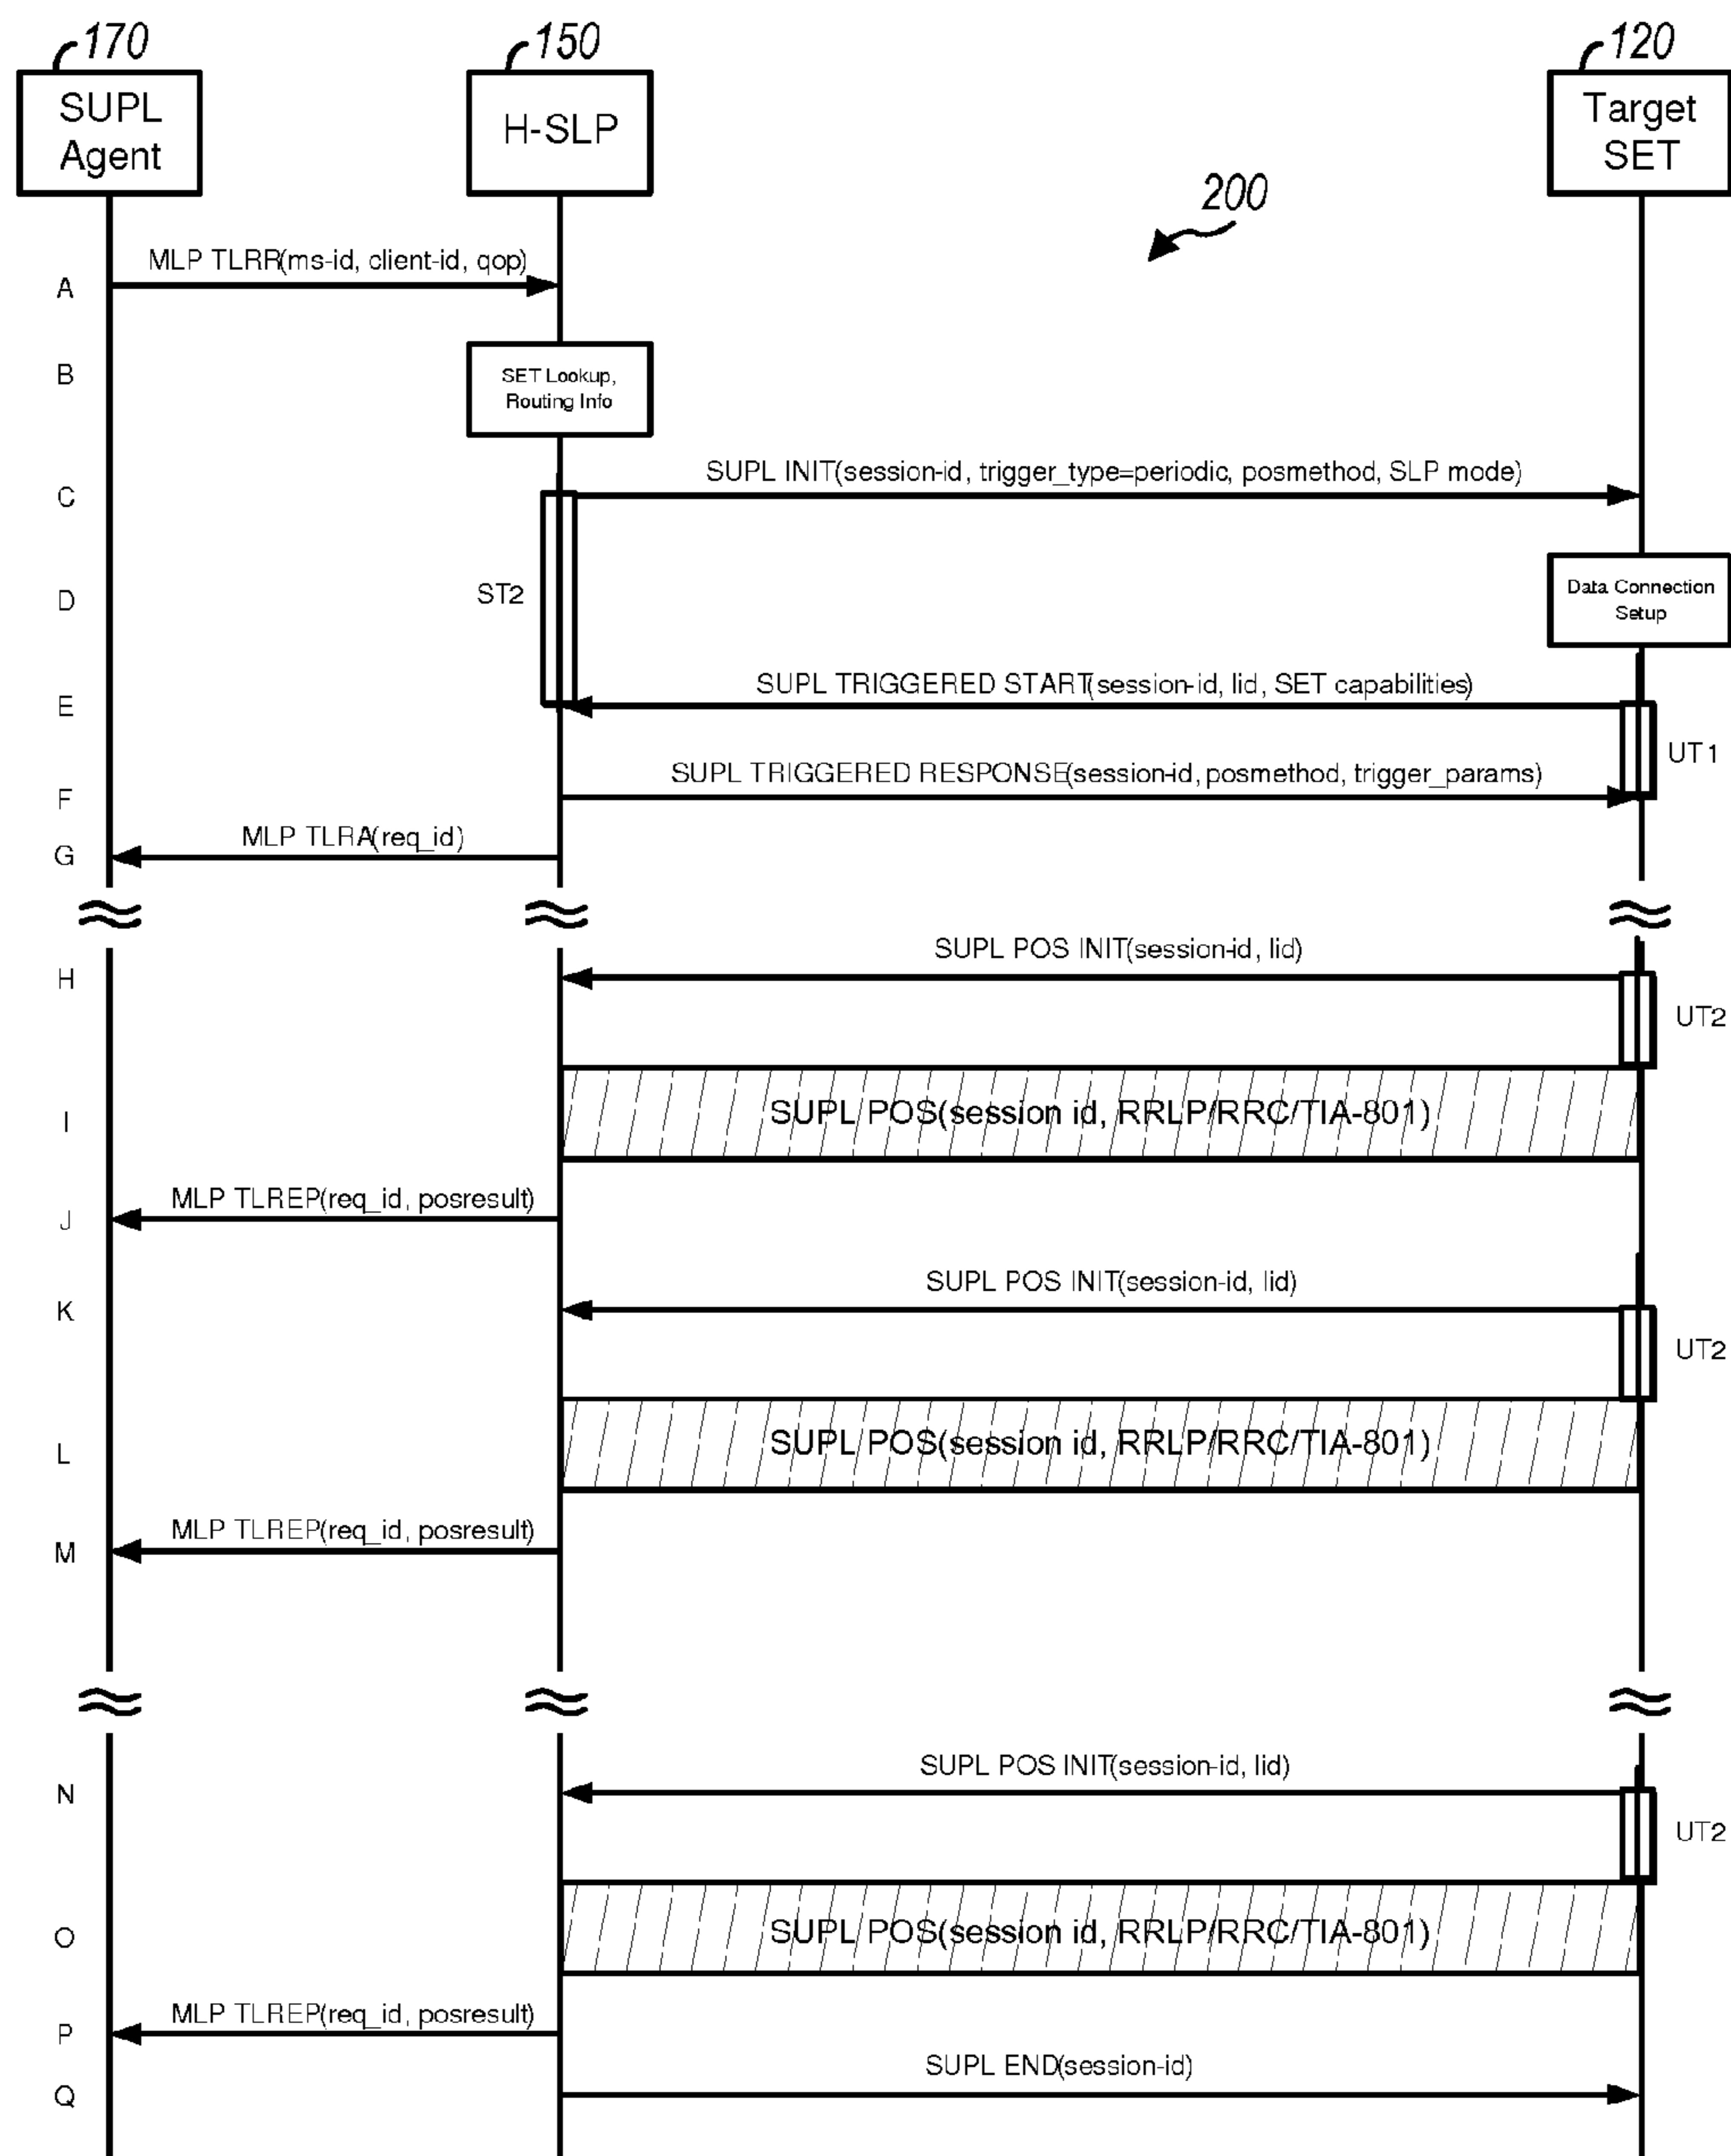 170
150
120
SUPL
Agent
H-SLP
Target
SET
200
A
MLP TLRR(ms-id, client-id, qop)
B
SET Lookup,
Routing Info
C
SUPL INIT(session-id, trigger_type=periodic, posmethod, SLP mode)
D
ST2
Data Connection
Setup
E
SUPL TRIGGERED START(session-id, lid, SET capabilities)
UT1
F
SUPL TRIGGERED RESPONSE(session-id, posmethod, trigger_params)
G
MLP TLRA(req_id)
H
SUPL POS INIT(session-id, lid)
UT2
I
SUPL POS(session id, RRLP/RRC/TIA-801)
J
MLP TLREP(req_id, posresult)
K
SUPL POS INIT(session-id, lid)
UT2
L
SUPL POS(session id, RRLP/RRC/TIA-801)
M
MLP TLREP(req_id, posresult)
N
SUPL POS INIT(session-id, lid)
UT2
O
SUPL POS(session id, RRLP/RRC/TIA-801)
P
MLP TLREP(req_id, posresult)
Q
SUPL END(session-id)